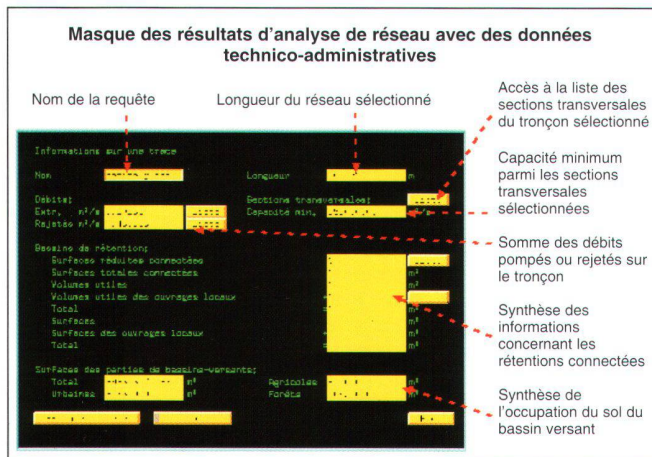 Masque des résultats d'analyse de réseau avec des données
technico-administratives
Nom de la requête
Longueur du réseau sélectionné
Accès à la liste des
sections transversales
du tronçon sélectionné
Capacité minimum
parmi les sections
transversales
sélectionnées
Somme des débits
pompés ou rejetés sur
le tronçon
Synthèse des
informations
concernant les
rétentions connectées
Synthèse de
l'occupation du sol du
bassin versant
Informations sur une trace
Nom
Longueur m
Débits: Sections transversales:
Extr. m³/s Capacité min.
Rejetés m³/s
Bassins de rétention:
Surfaces réduites connectées
Surfaces totales connectées m²
Volumes utiles m³
Volumes utiles des ouvrages locaux
Total
Surfaces
Surfaces des ouvrages locaux
Total
Surfaces des parties de bassins-versants:
Total m² Agricoles m²
Urbaines m² Forêts m²